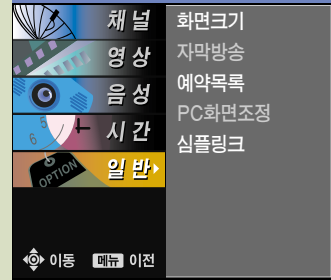 채널
영상
음성
시간
일반
화면크기
자막방송
예약목록
PC화면조정
심플링크
6
5
OPTION
이동 메뉴 이전